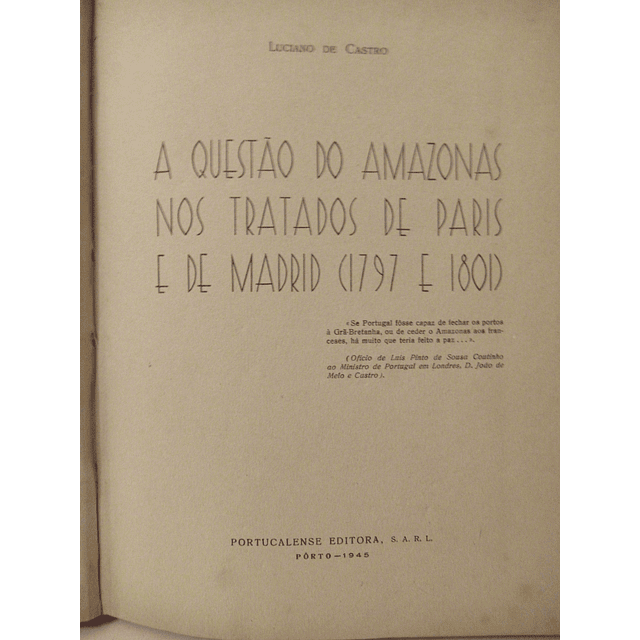 LUCIANO DE CASTRO
A QUESTÃO DO AMAZONAS
NOS TRATADOS DE PARIS
E DE MADRID (1797 E 1801)
«Se Portugal fôsse capaz de fechar os portos
à Grã-Bretanha, ou de ceder o Amazonas aos fran-
ceses, há muito que teria feito a paz...».
(Ofício de Luís Pinto de Sousa Coutinho
ao Ministro de Portugal em Londres, D. João de
Melo e Castro).
PORTUCALENSE EDITORA, S. A. R. L.
PÔRTO—1945